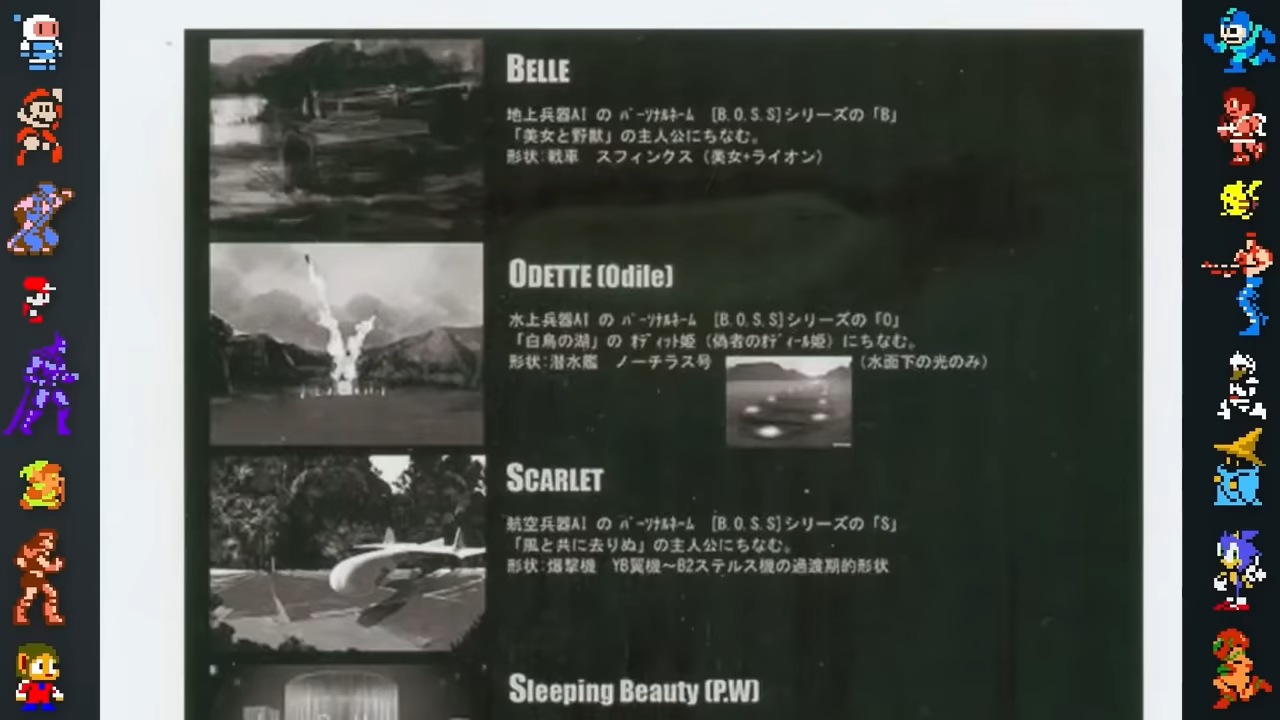 BELLE
地上兵器AI の ﾊﾟｰｿﾅﾙﾈｰﾑ [B.O.S.S]シリーズの「B」
「美女と野獣」の主人公にちなむ。
形状:戦車 スフィンクス（美女+ライオン）
ODETTE (Odile)
水上兵器AI の ﾊﾟｰｿﾅﾙﾈｰﾑ [B.O.S.S]シリーズの「O」
「白鳥の湖」の ｵﾃﾞｨｯﾄ姫（偽者のｵﾃﾞｨｰﾙ姫）にちなむ。
形状:潜水艦 ノーチラス号 （水面下の光のみ）
SCARLET
航空兵器AI の ﾊﾟｰｿﾅﾙﾈｰﾑ [B.O.S.S]シリーズの「S」
「風と共に去りぬ」の主人公にちなむ。
形状:爆撃機 YB翼機～B2ステルス機の過渡期的形状
Sleeping Beauty (P.W)